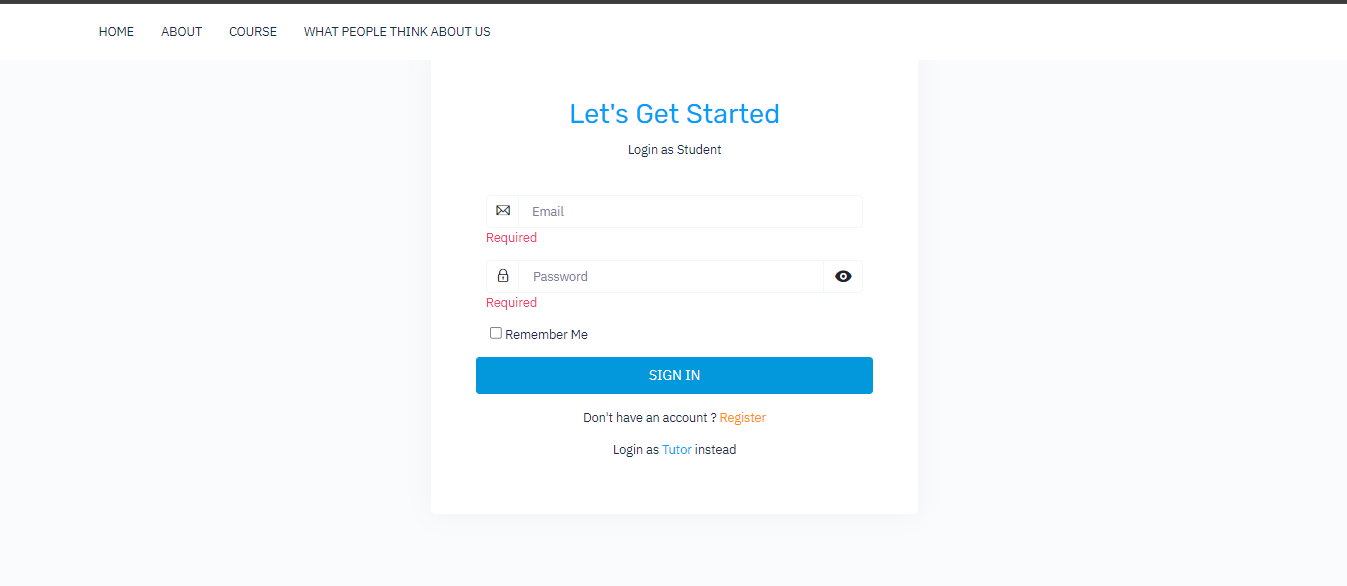 HOME ABOUT COURSE WHAT PEOPLE THINK ABOUT US
Let's Get Started
Login as Student
Email
Required
Password
Required
Remember Me
SIGN IN
Don't have an account ? Register
Login as Tutor instead